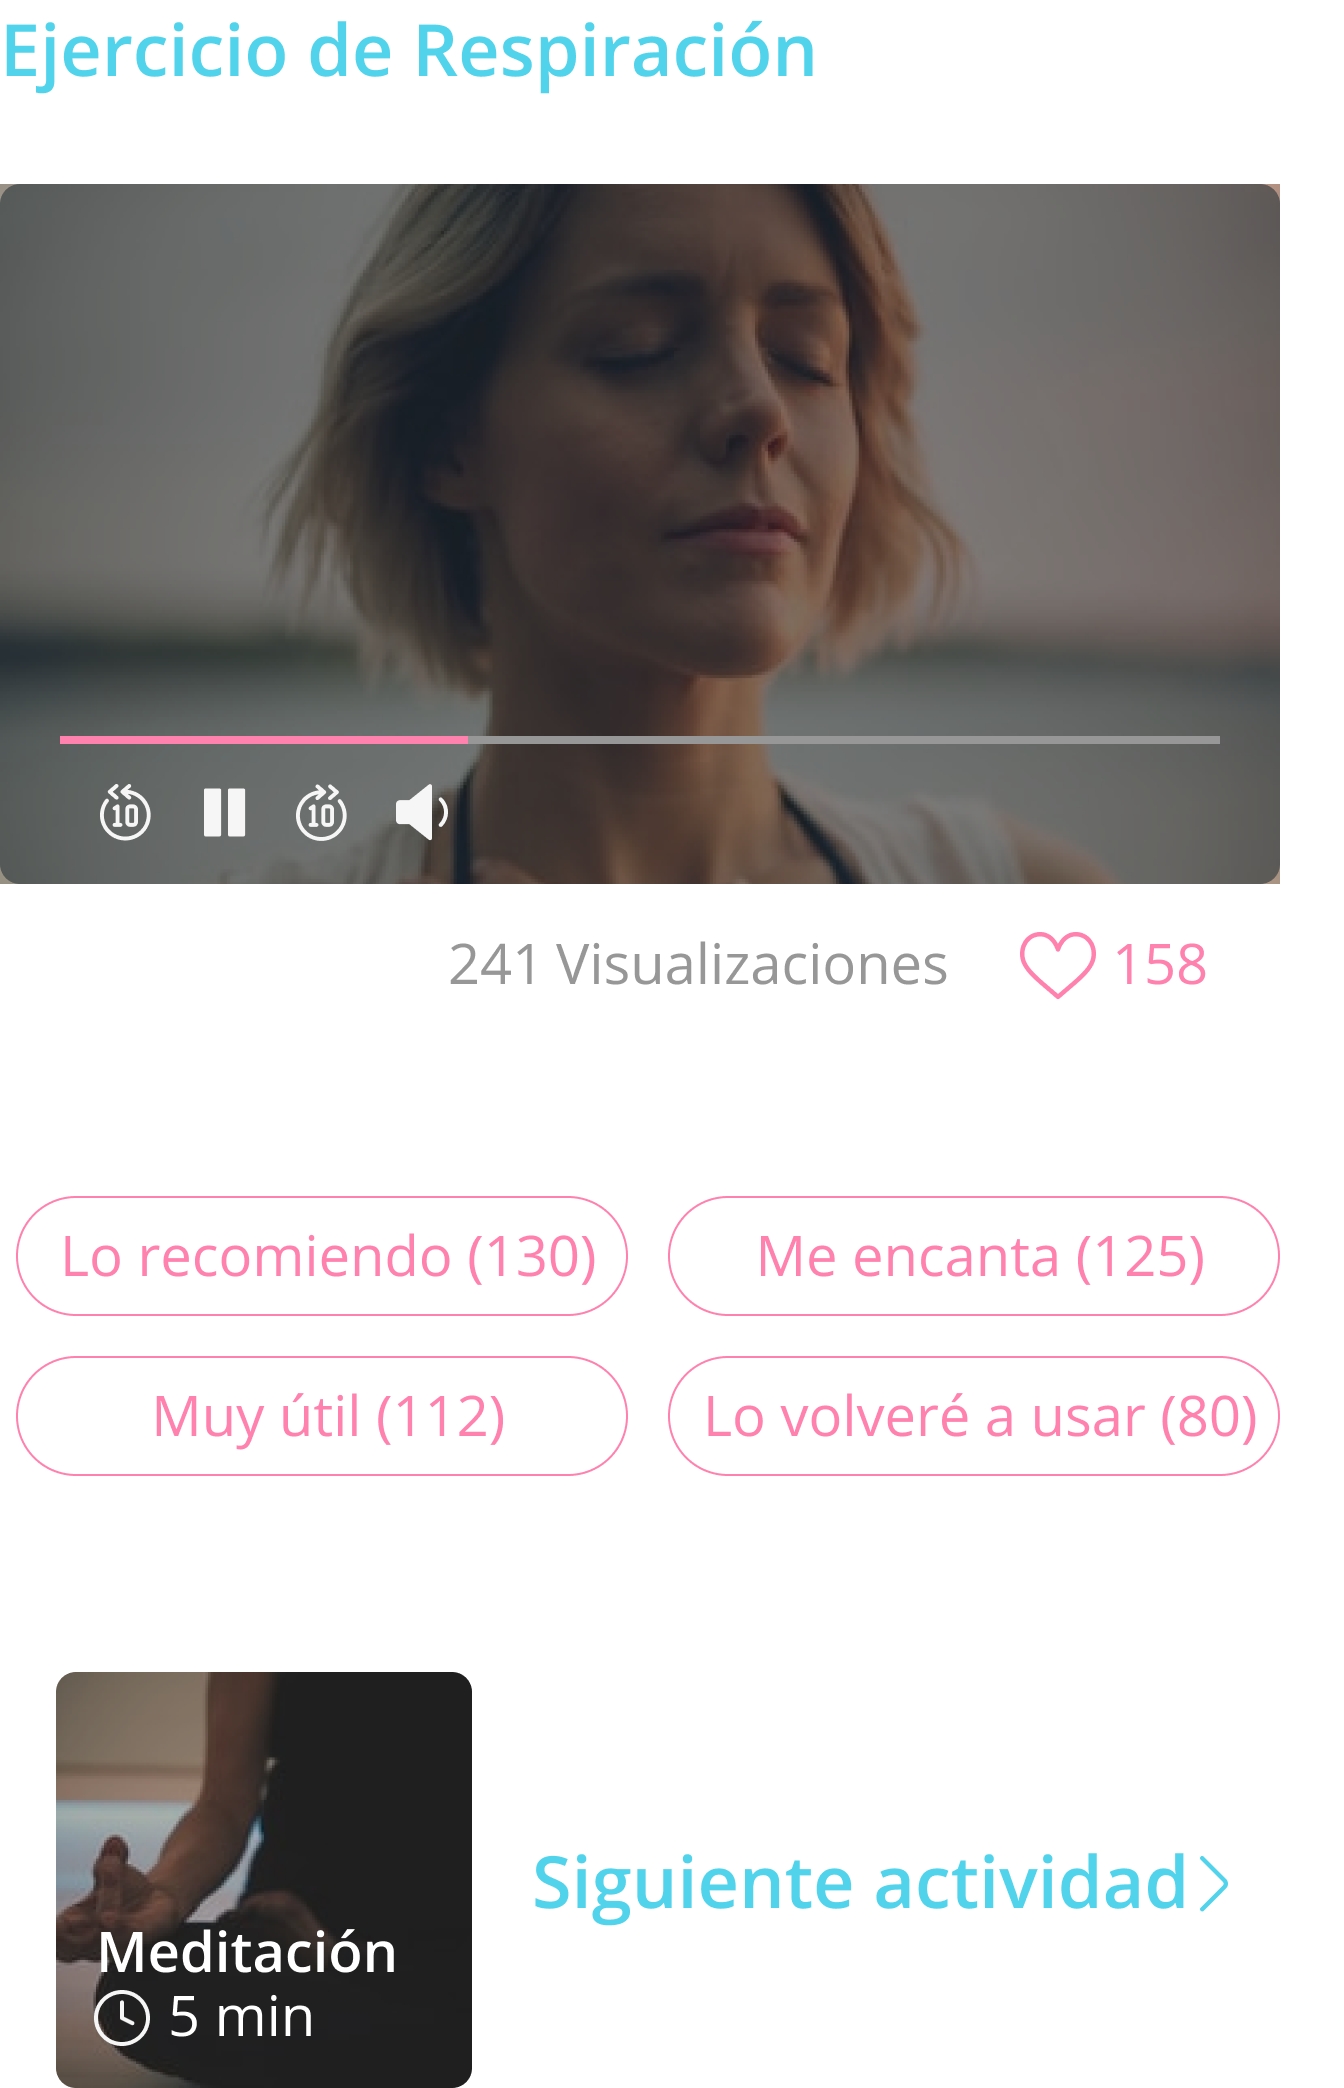 Ejercicio de Respiración
10 10
241 Visualizaciones 158
Lo recomiendo (130) Me encanta (125)
Muy útil (112) Lo volveré a usar (80)
Siguiente actividad
Meditación
5 min